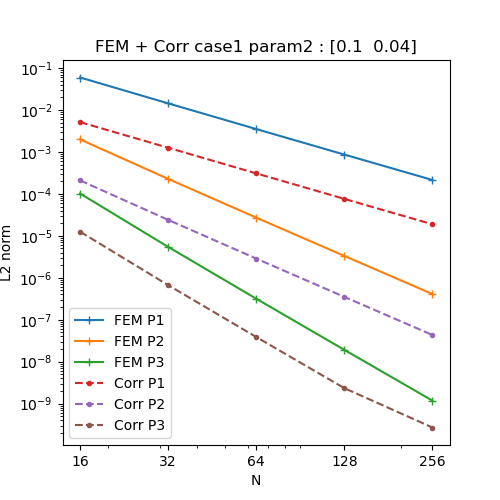 FEM + Corr case1 param2 : [0.1  0.04]
10⁻¹
10⁻²
10⁻³
10⁻⁴
10⁻⁵
10⁻⁶
10⁻⁷
10⁻⁸
10⁻⁹
L2 norm
FEM P1
FEM P2
FEM P3
Corr P1
Corr P2
Corr P3
16 32 64 128 256
N